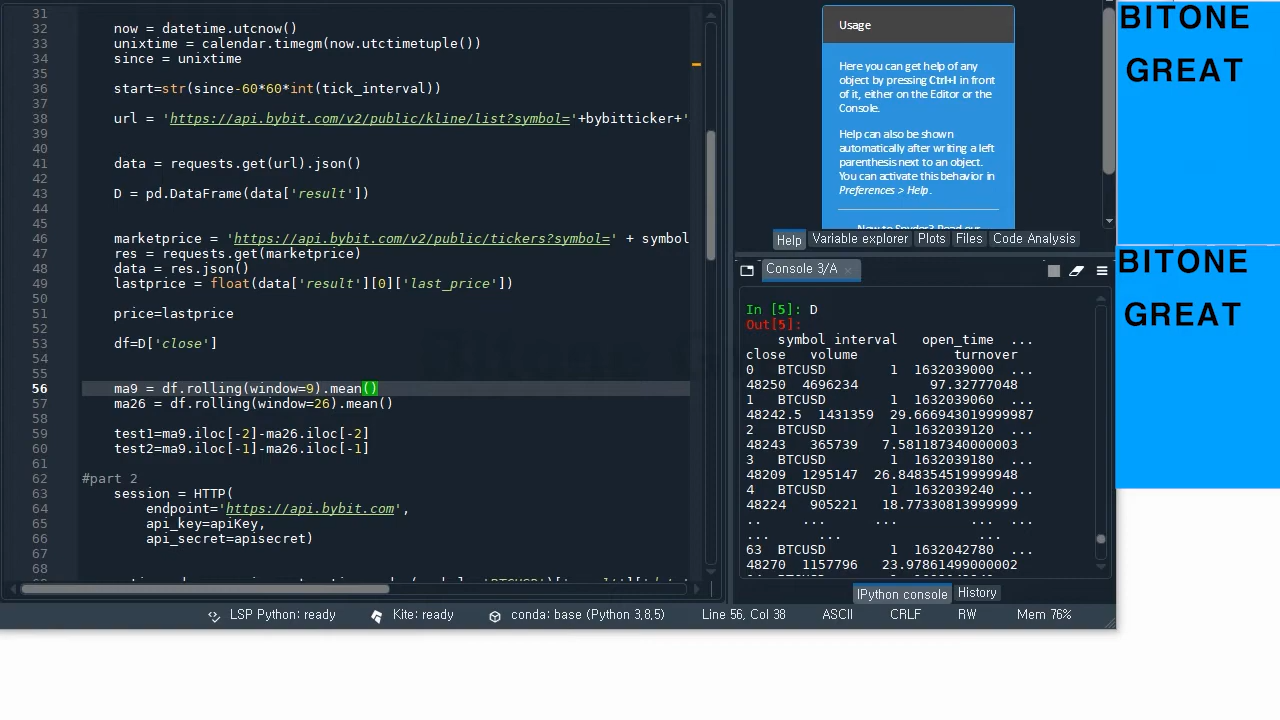 31
32 now = datetime.utcnow()
33 unixtime = calendar.timegm(now.utctimetuple())
34 since = unixtime
35
36 start=str(since-60*60*int(tick_interval))
37
38 url = 'https://api.bybit.com/v2/public/kline/list?symbol='+bybitticker+'
39
40
41 data = requests.get(url).json()
42
43 D = pd.DataFrame(data['result'])
44
45
46 marketprice = 'https://api.bybit.com/v2/public/tickers?symbol=' + symbol
47 res = requests.get(marketprice)
48 data = res.json()
49 lastprice = float(data['result'][0]['last_price'])
50
51 price=lastprice
52
53 df=D['close']
54
55
56 ma9 = df.rolling(window=9).mean()
57 ma26 = df.rolling(window=26).mean()
58
59 test1=ma9.iloc[-2]-ma26.iloc[-2]
60 test2=ma9.iloc[-1]-ma26.iloc[-1]
61
62 #part 2
63 session = HTTP(
64 endpoint='https://api.bybit.com',
65 api_key=apiKey,
66 api_secret=apisecret)
67
68
Usage
Here you can get help of any
object by pressing Ctrl+I in front
of it, either on the Editor or the
Console.
Help can also be shown
automatically after writing a left
parenthesis next to an object.
You can activate this behavior in
Preferences > Help.
New to Spyder? Read our
Help Variable explorer Plots Files Code Analysis
Console 3/A
In [5]: D
Out[5]:
symbol interval open_time ...
close volume turnover
0 BTCUSD 1 1632039000 ...
48250 4696234 97.32777048
1 BTCUSD 1 1632039060 ...
48242.5 1431359 29.666943019999987
2 BTCUSD 1 1632039120 ...
48243 365739 7.581187340000003
3 BTCUSD 1 1632039180 ...
48209 1295147 26.848354519999948
4 BTCUSD 1 1632039240 ...
48224 905221 18.77330813999999
.. ... ... ... ...
... ... ...
63 BTCUSD 1 1632042780 ...
48270 1157796 23.97861499000002
IPython console History
LSP Python: ready Kite: ready conda: base (Python 3,8,5) Line 56, Col 38 ASCII CRLF RW Mem 76%
BITONE
GREAT
BITONE
GREAT